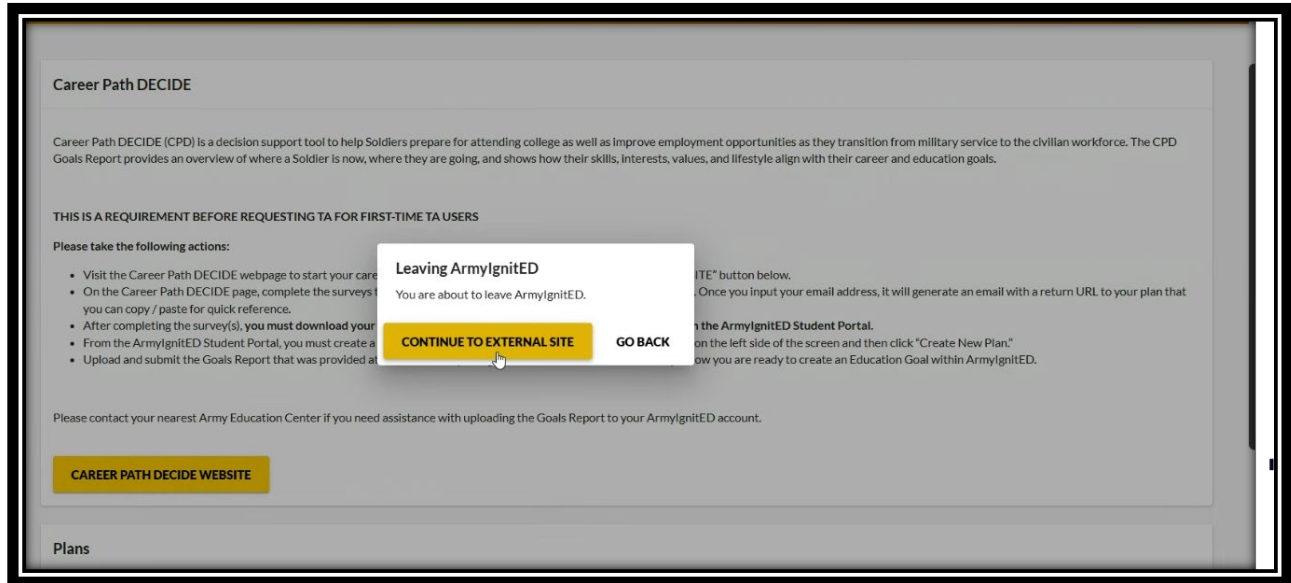 Career Path DECIDE
Career Path DECIDE (CPD) is a decision support tool to help Soldiers prepare for attending college as well as improve employment opportunities as they transition from military service to the civilian workforce. The CPD
Goals Report provides an overview of where a Soldier is now, where they are going, and shows how their skills, interests, values, and lifestyle align with their career and education goals.
THIS IS A REQUIREMENT BEFORE REQUESTING TA FOR FIRST-TIME TA USERS
Please take the following actions:
• Visit the Career Path DECIDE webpage to start your care ITE" button below.
• On the Career Path DECIDE page, complete the surveys t . Once you input your email address, it will generate an email with a return URL to your plan that
you can copy / paste for quick reference.
• After completing the survey(s), you must download your the ArmyIgnitED Student Portal.
• From the ArmyIgnitED Student Portal, you must create a on the left side of the screen and then click "Create New Plan."
• Upload and submit the Goals Report that was provided at ow you are ready to create an Education Goal within ArmyIgnitED.
Leaving ArmyIgnitED
You are about to leave ArmyIgnitED.
CONTINUE TO EXTERNAL SITE GO BACK
Please contact your nearest Army Education Center if you need assistance with uploading the Goals Report to your ArmyIgnitED account.
CAREER PATH DECIDE WEBSITE
Plans